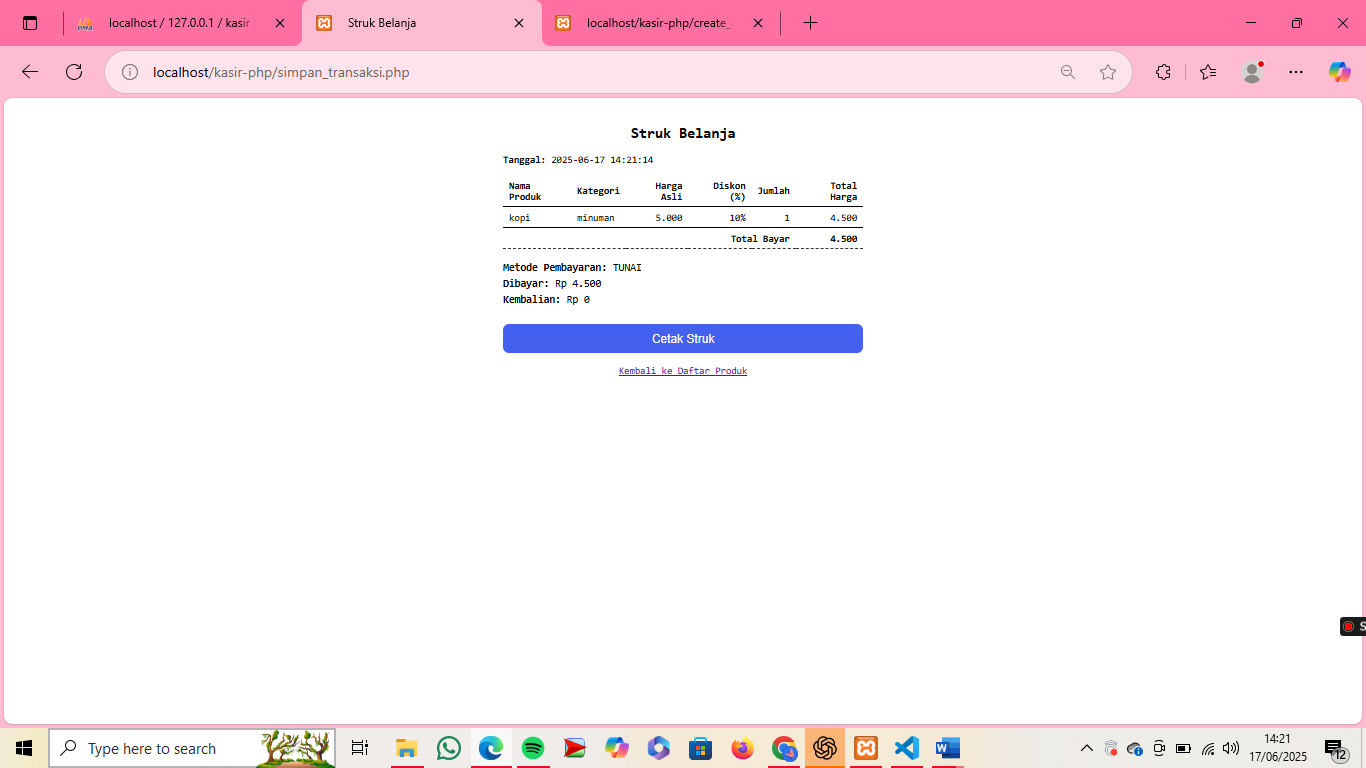 localhost / 127.0.0.1 / kasir
Struk Belanja
localhost/kasir-php/create_
localhost/kasir-php/simpan_transaksi.php
Struk Belanja
Tanggal: 2025-06-17 14:21:14
Nama Produk Kategori Harga Asli Diskon (%) Jumlah Total Harga
kopi minuman 5.000 10% 1 4.500
Total Bayar 4.500
Metode Pembayaran: TUNAI
Dibayar: Rp 4.500
Kembalian: Rp 0
Cetak Struk
Kembali ke Daftar Produk
S
Type here to search
14:21
17/06/2025
12